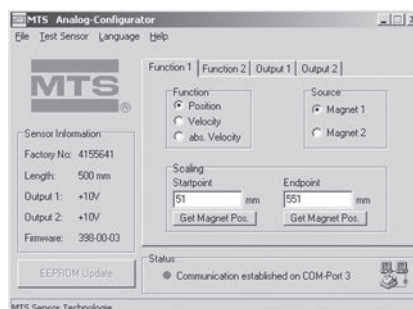 MTS Analog-Configurator
File Test Sensor Language Help
MTS
®
Sensor Information
Factory No: 4155641
Length: 500 mm
Output 1: +10V
Output 2: +10V
Firmware: 398-00-03
EEPROM Update
Function 1 Function 2 Output 1 Output 2
Function
Position
Velocity
abs. Velocity
Source
Magnet 1
Magnet 2
Scaling
Startpoint
51 mm
Get Magnet Pos.
Endpoint
551 mm
Get Magnet Pos.
Status
Communication established on COM-Port 3
MTS Sensor Technologie